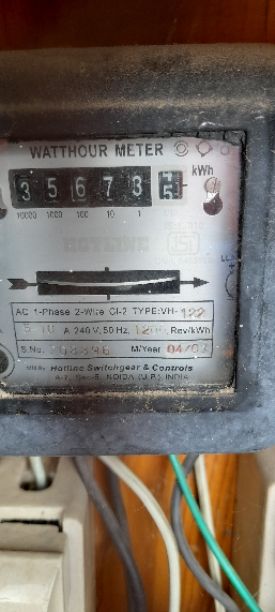 WATTHOUR METER
kWh
3 5 6 7 3
10000 1000 100 10 1
HOTLINE
AC 1-Phase 2-Wire Cl-2 TYPE:VH-122
5-10 A 240 V, 50 Hz, 1200 Rev/kWh
S.No. M/Year 04/07
Hotline Switchgear & Controls
NOIDA (U.P.) INDIA